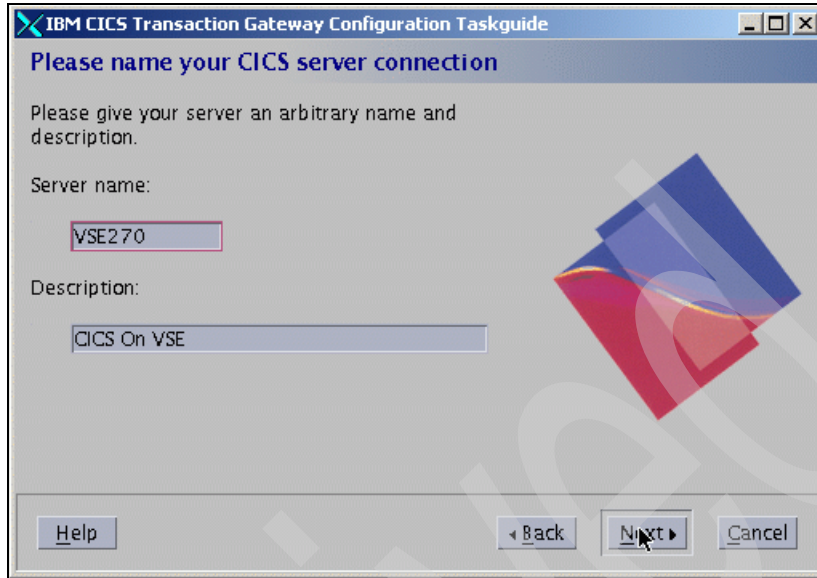 IBM CICS Transaction Gateway Configuration Taskguide
Please name your CICS server connection
Please give your server an arbitrary name and
description.
Server name:
VSE270
Description:
CICS On VSE
Help
Back
Next
Cancel